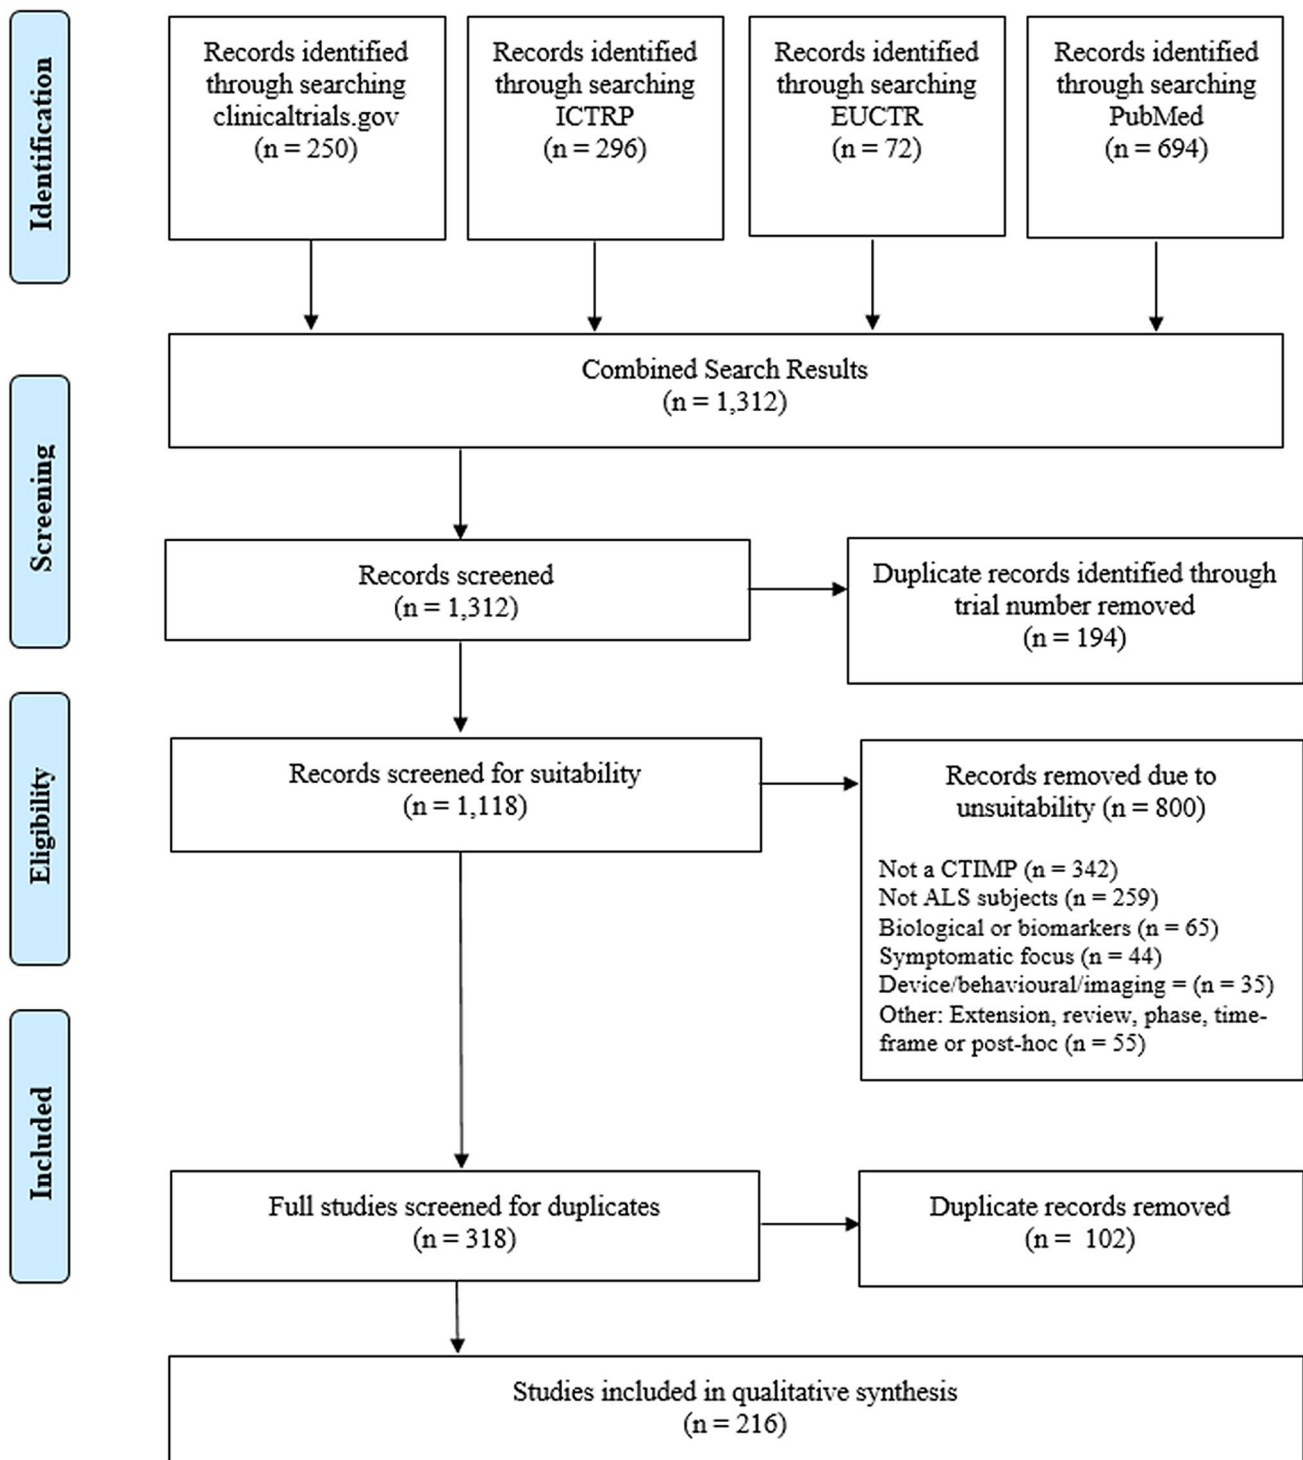 Identification
Records identified
through searching
clinicaltrials.gov
(n = 250)
Records identified
through searching
ICTRP
(n = 296)
Records identified
through searching
EUCTR
(n = 72)
Records identified
through searching
PubMed
(n = 694)
Combined Search Results
(n = 1,312)
Screening
Records screened
(n = 1,312)
Duplicate records identified through
trial number removed
(n = 194)
Eligibility
Records screened for suitability
(n = 1,118)
Records removed due to
unsuitability (n = 800)
Not a CTIMP (n = 342)
Not ALS subjects (n = 259)
Biological or biomarkers (n = 65)
Symptomatic focus (n = 44)
Device/behavioural/imaging = (n = 35)
Other: Extension, review, phase, time-
frame or post-hoc (n = 55)
Included
Full studies screened for duplicates
(n = 318)
Duplicate records removed
(n =  102)
Studies included in qualitative synthesis
(n = 216)